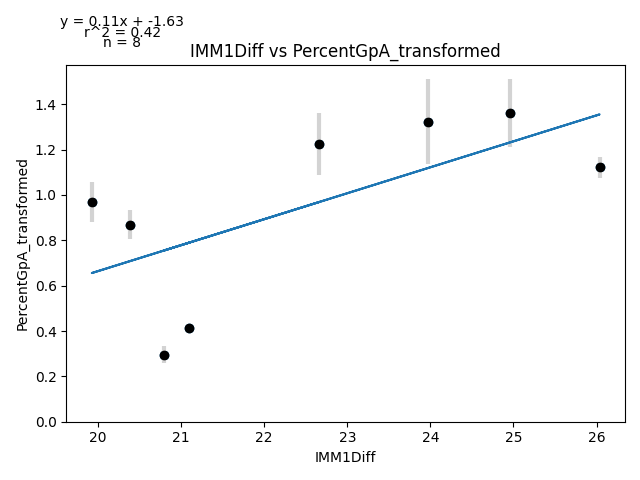 y = 0.11x + -1.63
r^2 = 0.42
n = 8
IMM1Diff vs PercentGpA_transformed
PercentGpA_transformed
1.4
1.2
1.0
0.8
0.6
0.4
0.2
0.0
20 21 22 23 24 25 26
IMM1Diff